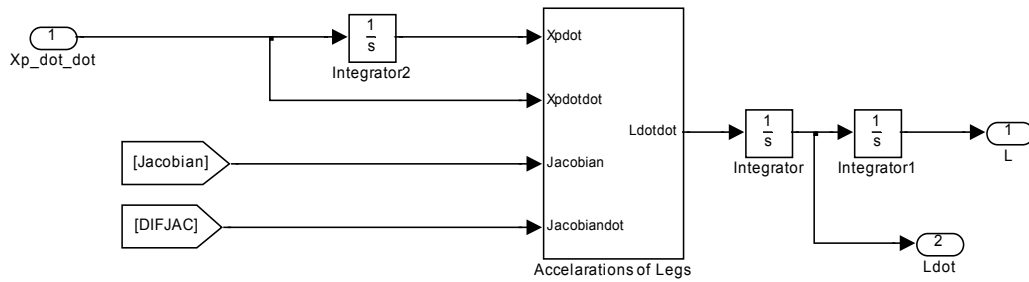 1
Xp_dot_dot
1
s
Integrator2
Xpdot
Xpdotdot
Jacobian
Jacobiandot
Ldotdot
Accelarations of Legs
[Jacobian]
[DIFJAC]
1
s
Integrator
1
s
Integrator1
1
L
2
Ldot